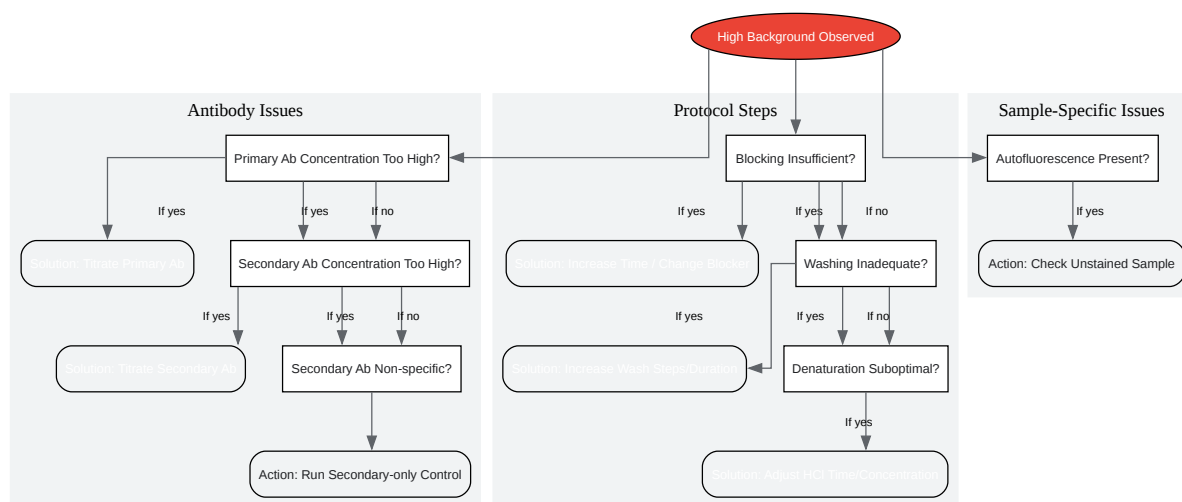 High Background Observed
Antibody Issues
Protocol Steps
Sample-Specific Issues
Primary Ab Concentration Too High?
Blocking Insufficient?
Autofluorescence Present?
If yes
If yes
If no
If yes
If yes
If no
If yes
Solution: Titrate Primary Ab
Secondary Ab Concentration Too High?
Solution: Increase Time / Change Blocker
Washing Inadequate?
Action: Check Unstained Sample
If yes
If yes
If no
If yes
If yes
If no
Solution: Titrate Secondary Ab
Secondary Ab Non-specific?
Solution: Increase Wash Steps/Duration
Denaturation Suboptimal?
If yes
Action: Run Secondary-only Control
Solution: Adjust HCl Time/Concentration